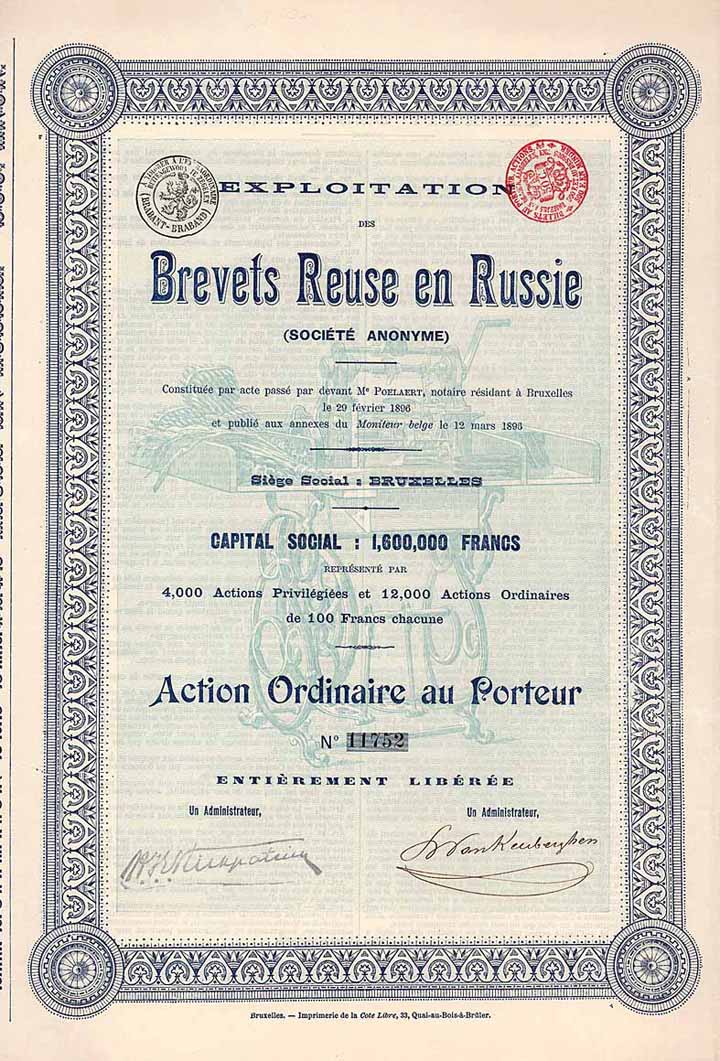 EXPLOITATION
DES
Brevets Reuse en Russie
(SOCIÉTÉ ANONYME)
Constituée par acte passé par devant Me POELAERT, notaire résidant à Bruxelles
le 29 février 1896
et publié aux annexes du Moniteur belge le 12 mars 1896
Siège Social : BRUXELLES
CAPITAL SOCIAL : 1,600,000 FRANCS
REPRÉSENTÉ PAR
4,000 Actions Privilégiées et 12,000 Actions Ordinaires
de 100 Francs chacune
Action Ordinaire au Porteur
No 11752
ENTIÈREMENT LIBÉRÉE
Un Administrateur, Un Administrateur,
Bruxelles. — Imprimerie de la Cote Libre, 33, Quai-au-Bois-à-Brûler.